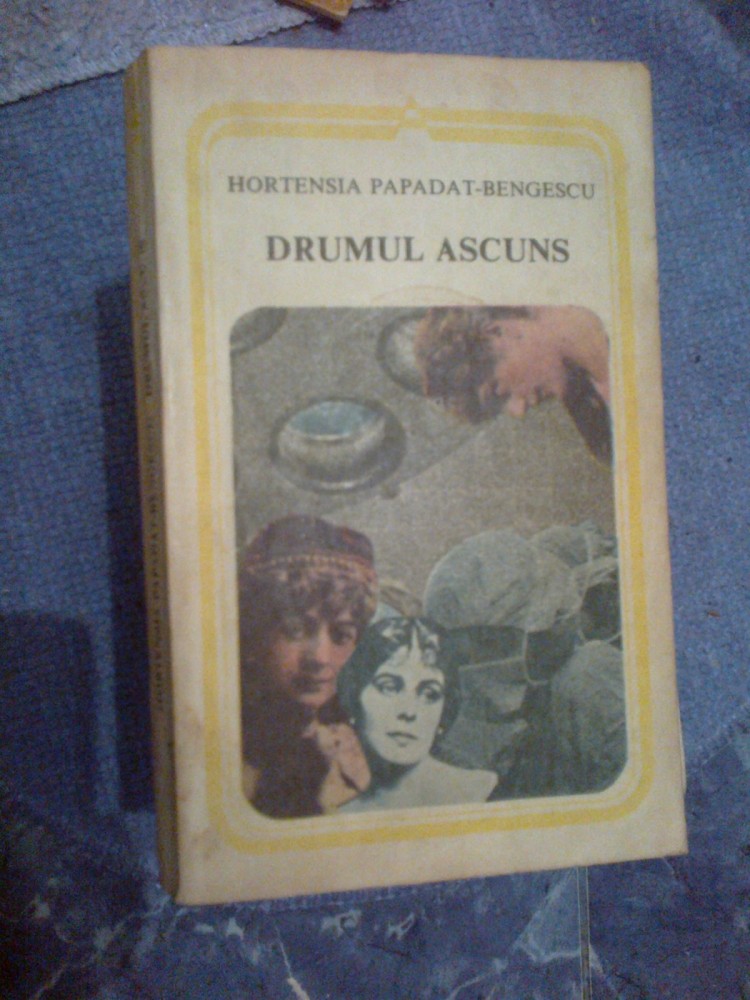 HORTENSIA PAPADAT-BENGESCU
DRUMUL ASCUNS